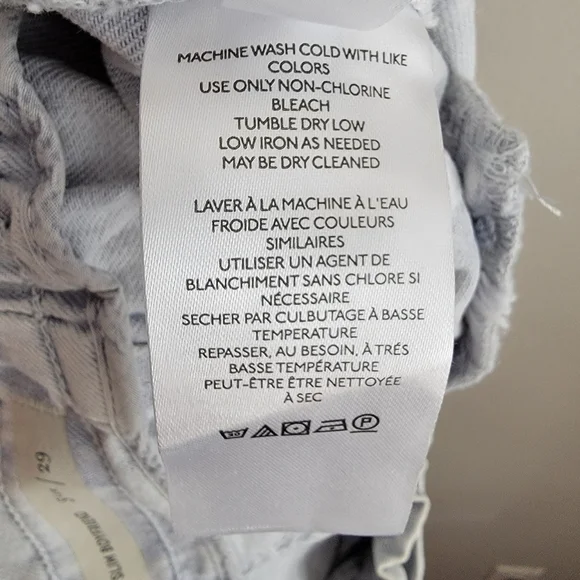 MACHINE WASH COLD WITH LIKE
COLORS
USE ONLY NON-CHLORINE
BLEACH
TUMBLE DRY LOW
LOW IRON AS NEEDED
MAY BE DRY CLEANED
LAVER À LA MACHINE À L'EAU
FROIDE AVEC COULEURS
SIMILAIRES
UTILISER UN AGENT DE
BLANCHIMENT SANS CHLORE SI
NÉCESSAIRE
SECHER PAR CULBUTAGE À BASSE
TEMPERATURE
REPASSER, AU BESOIN, À TRÉS
BASSE TEMPÉRATURE
PEUT-ÊTRE ÊTRE NETTOYÉE
À SEC
P
29
SLIM BOYFRIEND